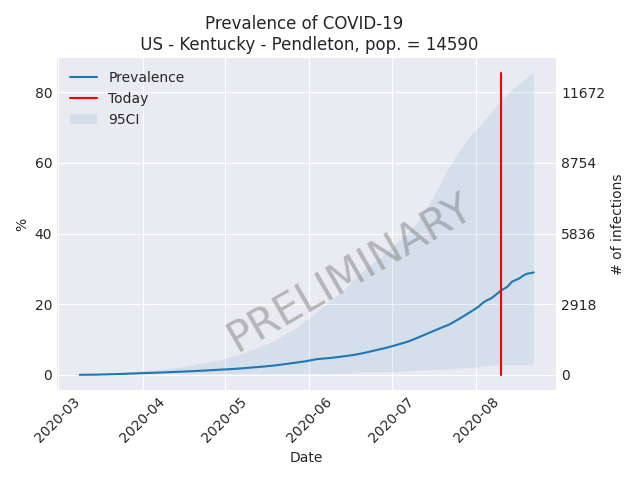 Prevalence of COVID-19
US - Kentucky - Pendleton, pop. = 14590
Prevalence
Today
95CI
80
60
40
20
0
%
11672
8754
5836
2918
0
# of infections
PRELIMINARY
2020-03
2020-04
2020-05
2020-06
2020-07
2020-08
Date